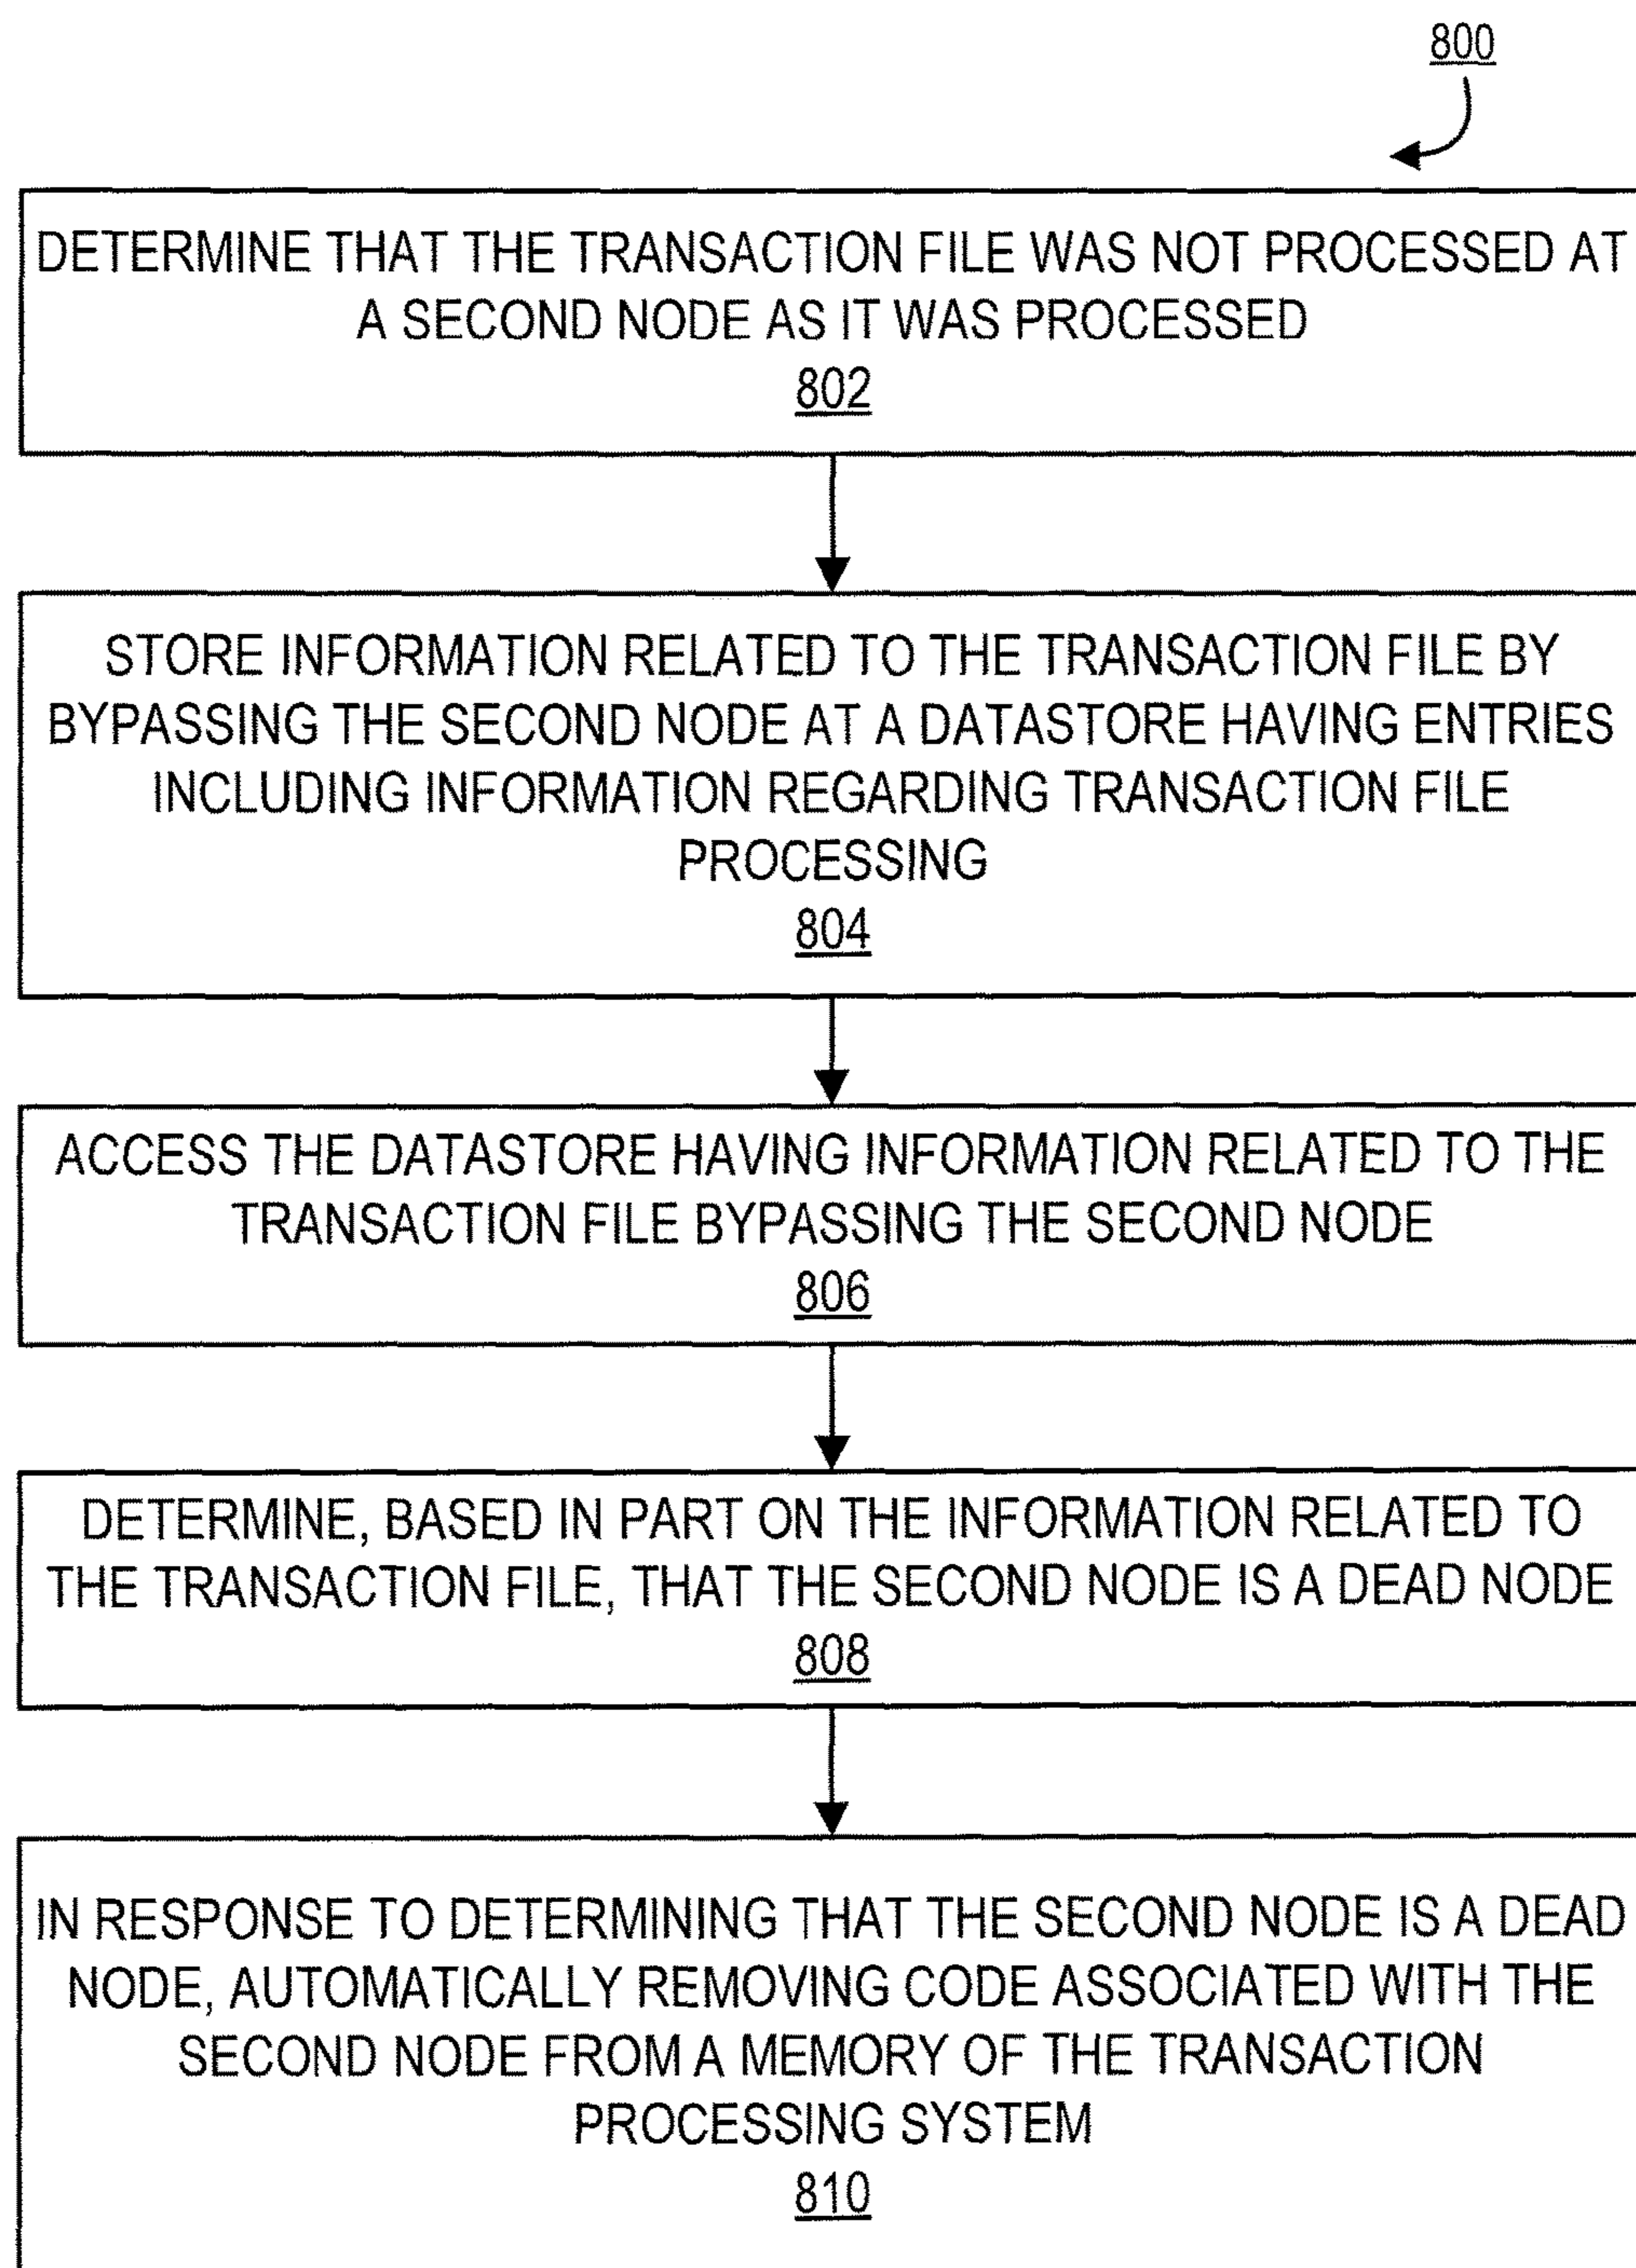 800
DETERMINE THAT THE TRANSACTION FILE WAS NOT PROCESSED AT
A SECOND NODE AS IT WAS PROCESSED
802
STORE INFORMATION RELATED TO THE TRANSACTION FILE BY
BYPASSING THE SECOND NODE AT A DATASTORE HAVING ENTRIES
INCLUDING INFORMATION REGARDING TRANSACTION FILE
PROCESSING
804
ACCESS THE DATASTORE HAVING INFORMATION RELATED TO THE
TRANSACTION FILE BYPASSING THE SECOND NODE
806
DETERMINE, BASED IN PART ON THE INFORMATION RELATED TO
THE TRANSACTION FILE, THAT THE SECOND NODE IS A DEAD NODE
808
IN RESPONSE TO DETERMINING THAT THE SECOND NODE IS A DEAD
NODE, AUTOMATICALLY REMOVING CODE ASSOCIATED WITH THE
SECOND NODE FROM A MEMORY OF THE TRANSACTION
PROCESSING SYSTEM
810